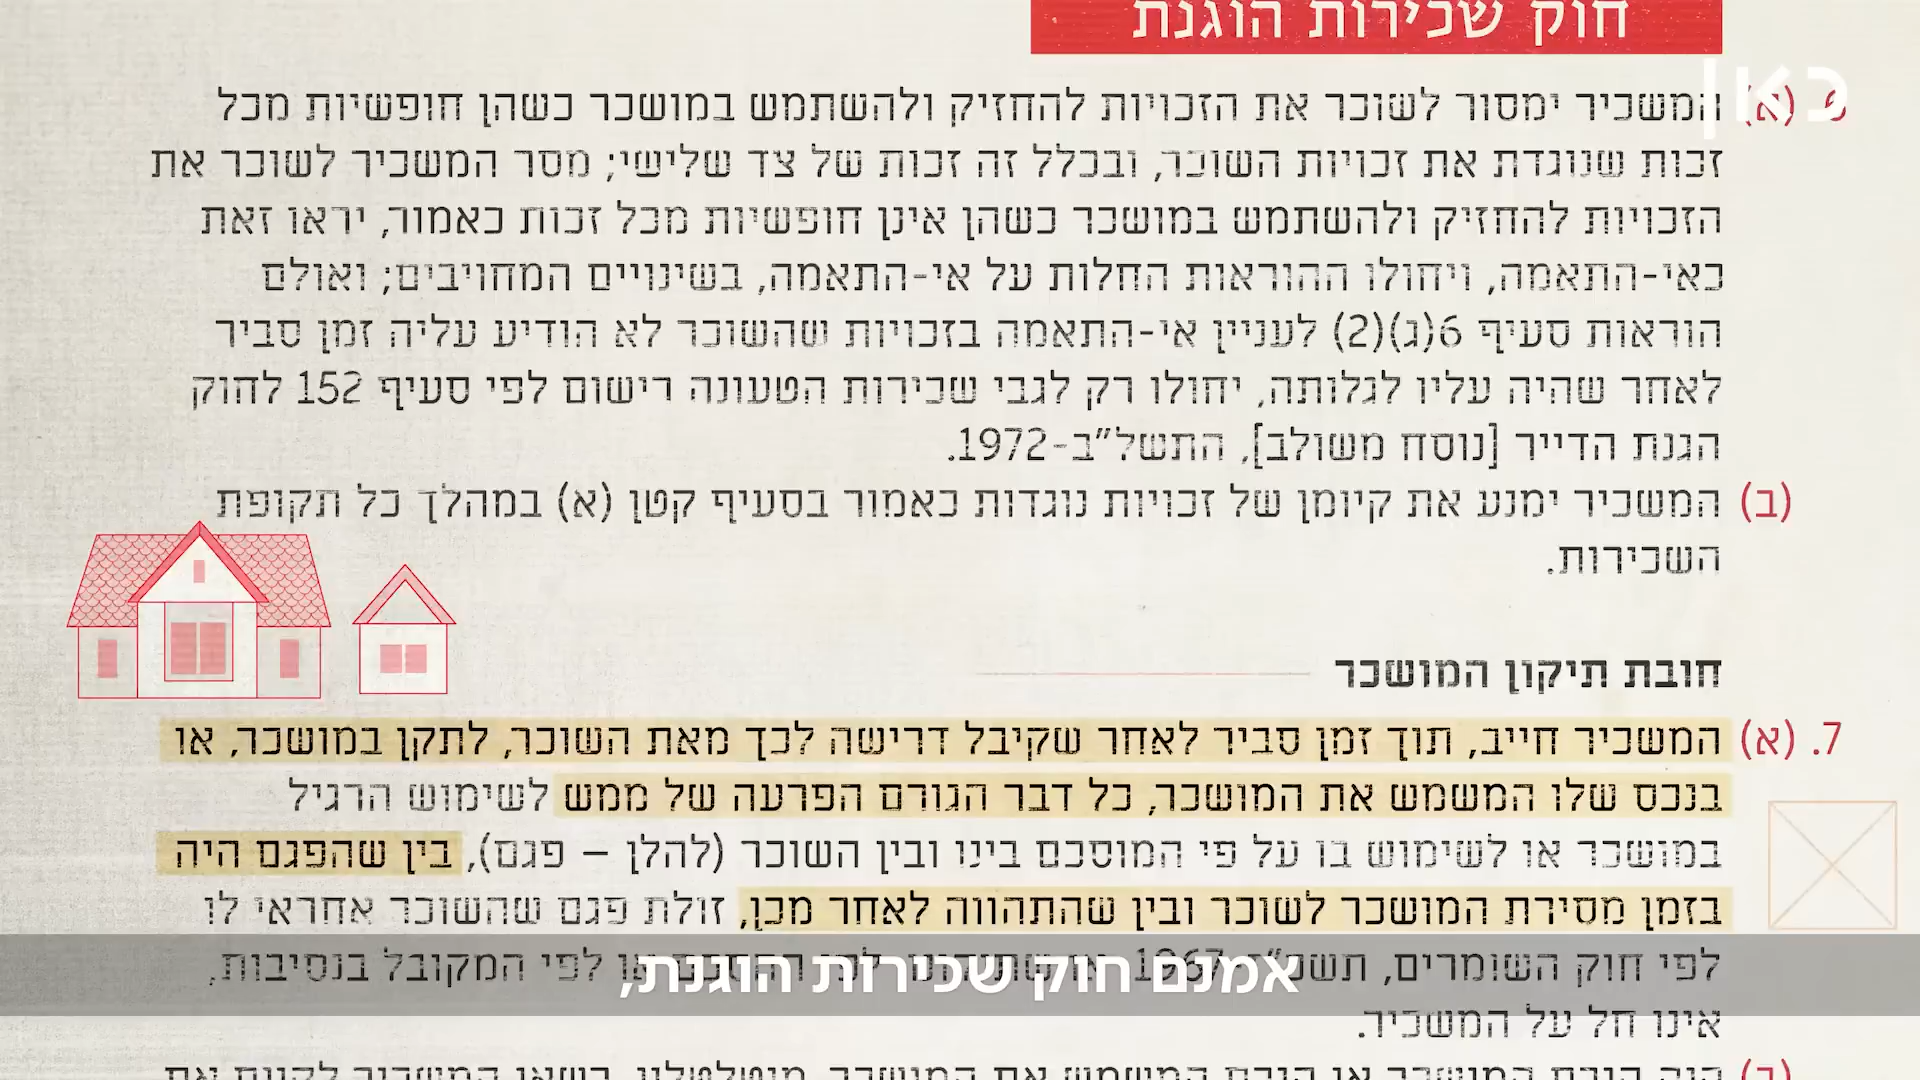 חוק שכירות הוגנת
כאן
(א) המשכיר ימסור לשוכר את הזכויות להחזיק ולהשתמש במושכר כשהן חופשיות מכל
זכות שנוגדת את זכויות השוכר, ובכלל זה זכות של צד שלישי; מסר המשכיר לשוכר את
הזכויות להחזיק ולהשתמש במושכר כשהן אינן חופשיות מכל זכות כאמור, יראו זאת
כאי-התאמה, ויחולו ההוראות החלות על אי-התאמה, בשינויים המחויבים; ואולם
הוראות סעיף 6(ג)(2) לעניין אי-התאמה בזכויות שהשוכר לא הודיע עליה זמן סביר
לאחר שהיה עליו לגלותה, יחולו רק לגבי שכירות הטעונה רישום לפי סעיף 152 לחוק
הגנת הדייר [נוסח משולב], התשל"ב-1972.
(ב) המשכיר ימנע את קיומן של זכויות נוגדות כאמור בסעיף קטן (א) במהלך כל תקופת
השכירות.
חובת תיקון המושכר
7. (א) המשכיר חייב, תוך זמן סביר לאחר שקיבל דרישה לכך מאת השוכר, לתקן במושכר, או
בנכס שלו המשמש את המושכר, כל דבר הגורם הפרעה של ממש לשימוש הרגיל
במושכר או לשימוש בו על פי המוסכם בינו ובין השוכר (להלן – פגם), בין שהפגם היה
בזמן מסירת המושכר לשוכר ובין שהתהווה לאחר מכן, זולת פגם שהשוכר אחראי לו
לפי חוק השומרים, 1967 או לפי המקובל בנסיבות,
אמנם חוק שכירות הוגנת,
אינו חל על המשכיר.
(ב)